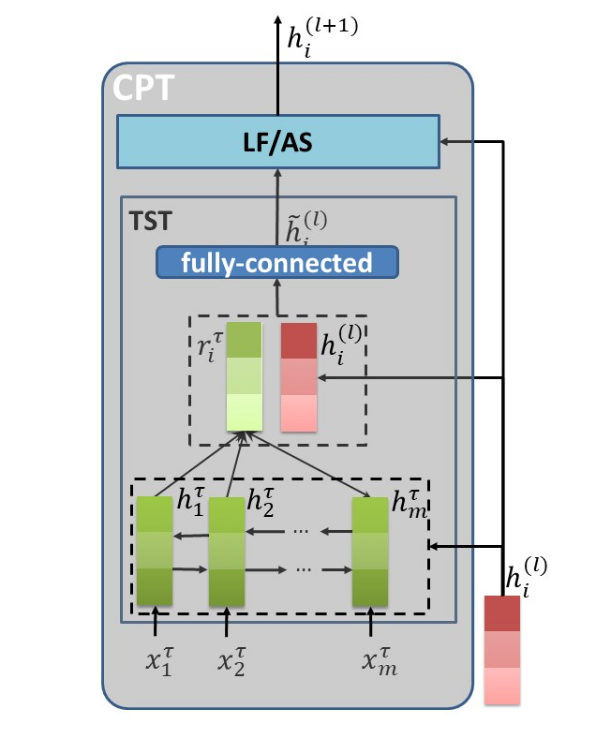 h_i^{(l+1)}
CPT
LF/AS
TST
h̃_i^{(l)}
fully-connected
r_i^τ h_i^{(l)}
h_1^τ h_2^τ h_m^τ
... 
...
h_i^{(l)}
x_1^τ x_2^τ x_m^τ